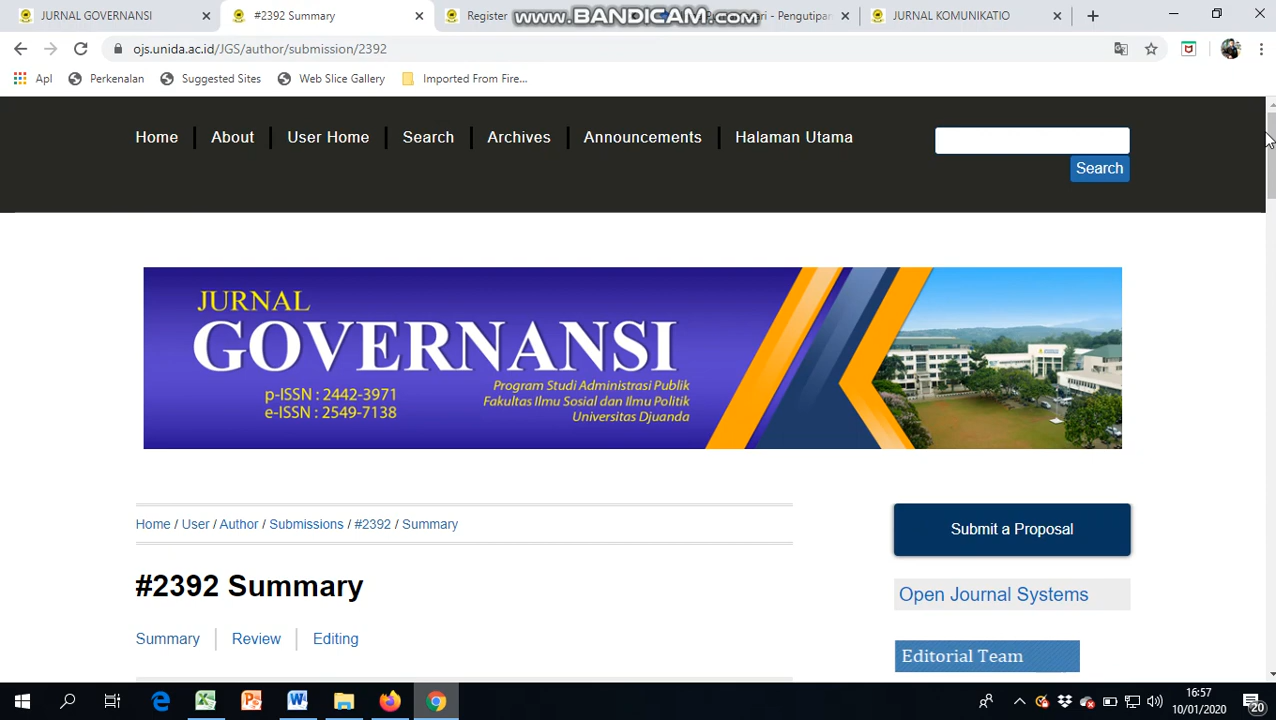 JURNAL GOVERNANSI
#2392 Summary
Register
www.BANDICAM.com
ari - Pengutipar
JURNAL KOMUNIKATIO
ojs.unida.ac.id/JGS/author/submission/2392
Apl
Perkenalan
Suggested Sites
Web Slice Gallery
Imported From Fire...
Home
About
User Home
Search
Archives
Announcements
Halaman Utama
Search
JURNAL
GOVERNANSI
p-ISSN : 2442-3971
e-ISSN : 2549-7138
Program Studi Administrasi Publik
Fakultas Ilmu Sosial dan Ilmu Politik
Universitas Djuanda
Home / User / Author / Submissions / #2392 / Summary
#2392 Summary
Summary
Review
Editing
Submit a Proposal
Open Journal Systems
Editorial Team
16:57
10/01/2020
20